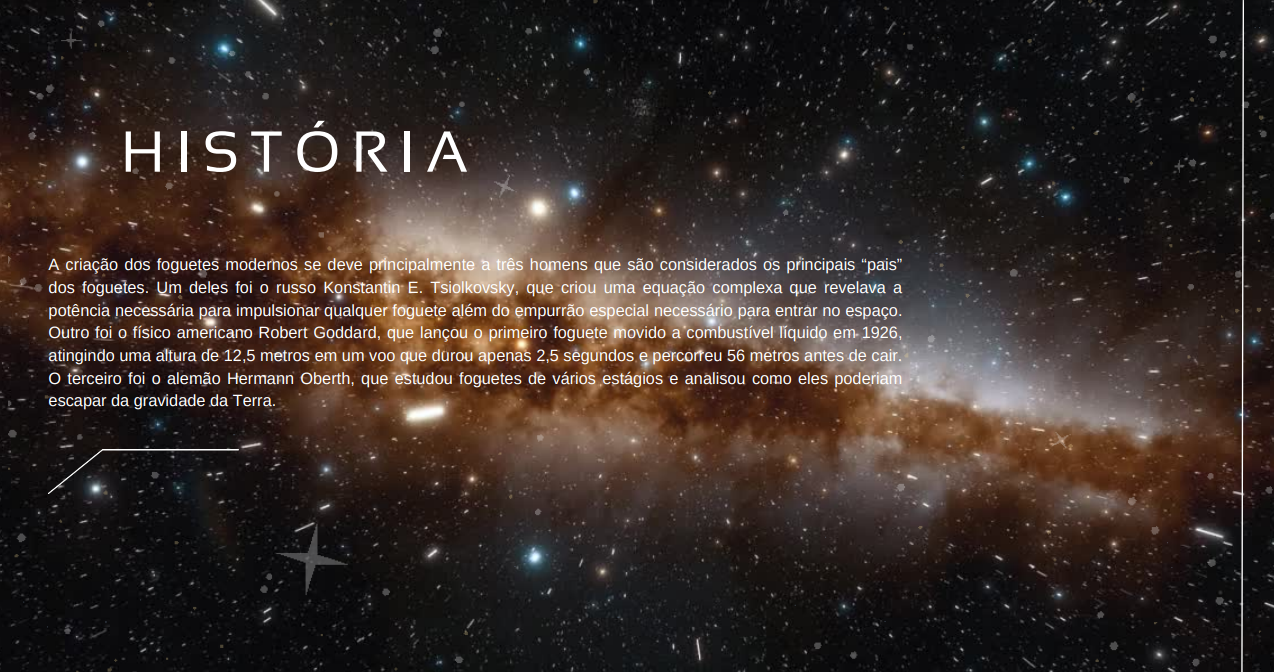 HISTÓRIA
A criação dos foguetes modernos se deve principalmente a três homens que são considerados os principais “pais”
dos foguetes. Um deles foi o russo Konstantin E. Tsiolkovsky, que criou uma equação complexa que revelava a
potência necessária para impulsionar qualquer foguete além do empurrão especial necessário para entrar no espaço.
Outro foi o físico americano Robert Goddard, que lançou o primeiro foguete movido a combustível líquido em 1926,
atingindo uma altura de 12,5 metros em um voo que durou apenas 2,5 segundos e percorreu 56 metros antes de cair.
O terceiro foi o alemão Hermann Oberth, que estudou foguetes de vários estágios e analisou como eles poderiam
escapar da gravidade da Terra.